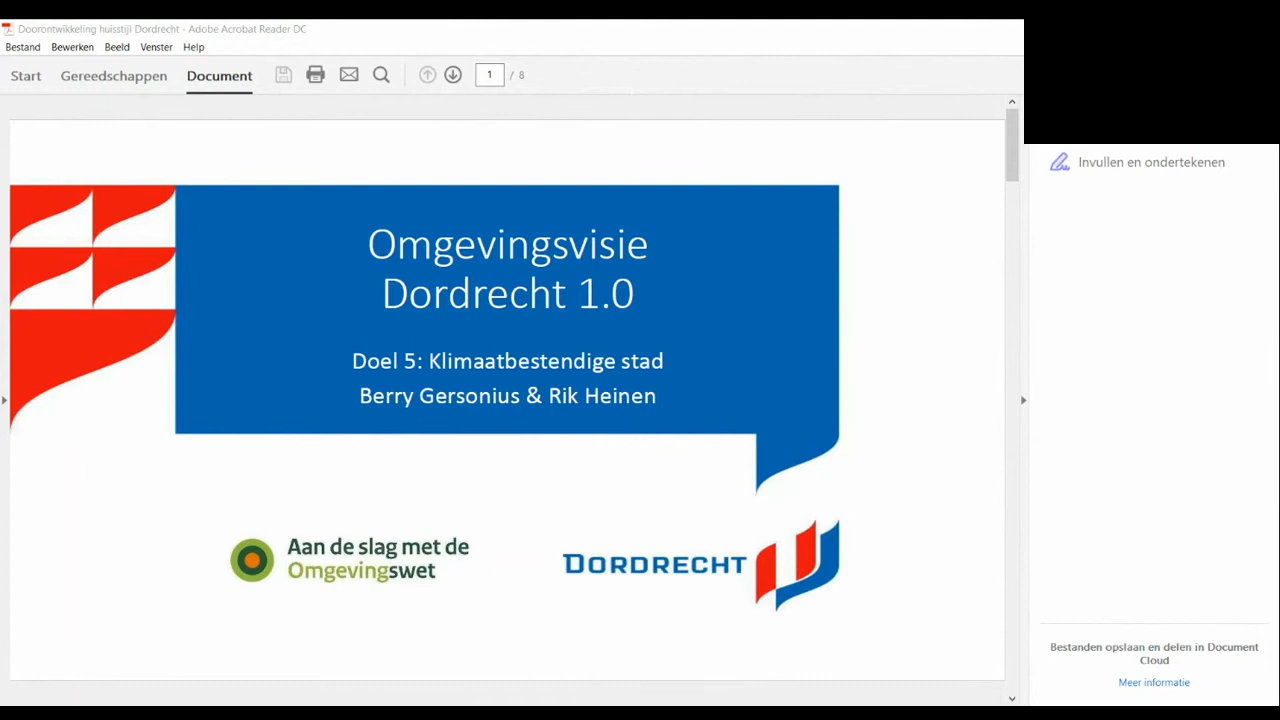 Doorontwikkeling huisstijl Dordrecht - Adobe Acrobat Reader DC
Bestand Bewerken Beeld Venster Help
Start Gereedschappen Document 1 / 8
Omgevingsvisie
Dordrecht 1.0
Doel 5: Klimaatbestendige stad
Berry Gersonius & Rik Heinen
Aan de slag met de
Omgevingswet
DORDRECHT
Invullen en ondertekenen
Bestanden opslaan en delen in Document
Cloud
Meer informatie